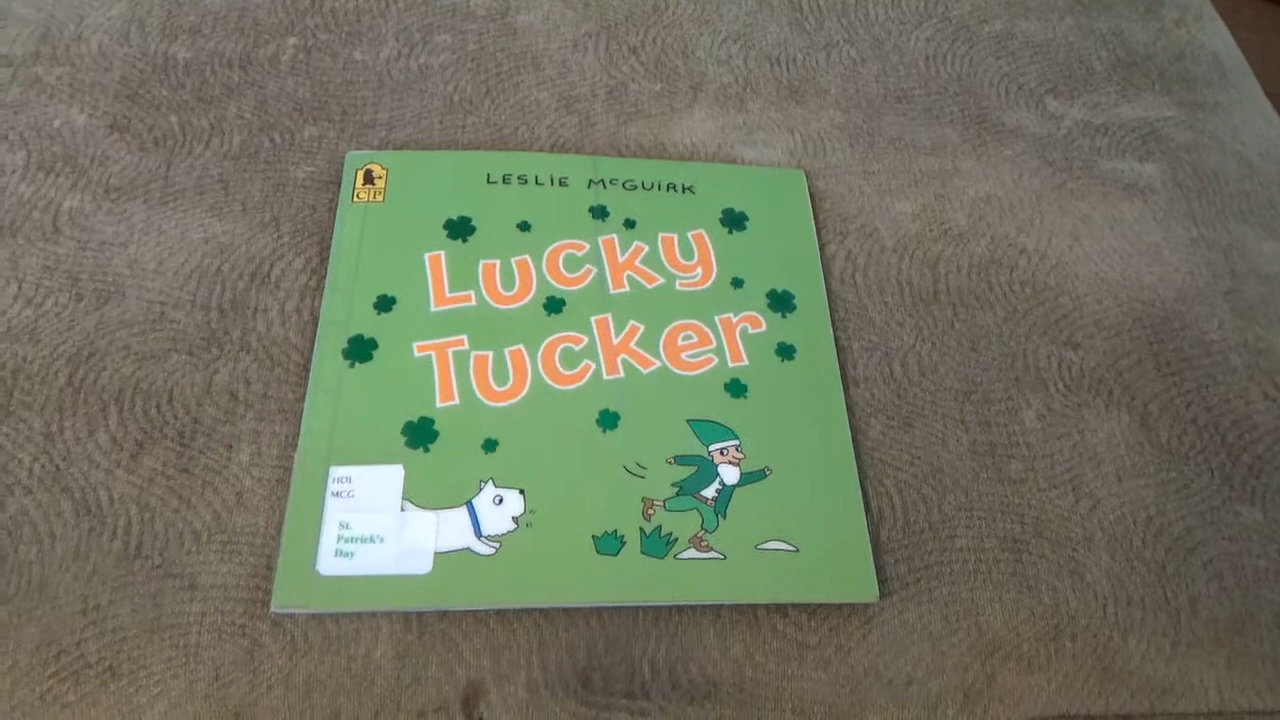 LESLIE McGUIRK
CP
Lucky
Tucker
HOL
MCG
St.
Patrick's
Day